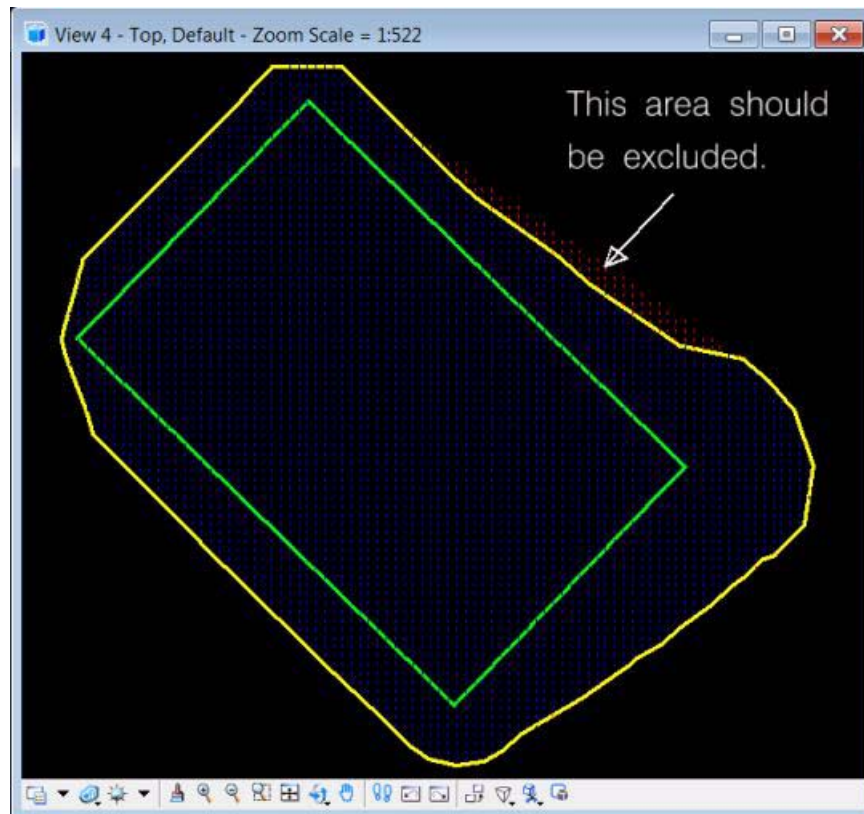 View 4 - Top, Default - Zoom Scale = 1:522
This area should
be excluded.